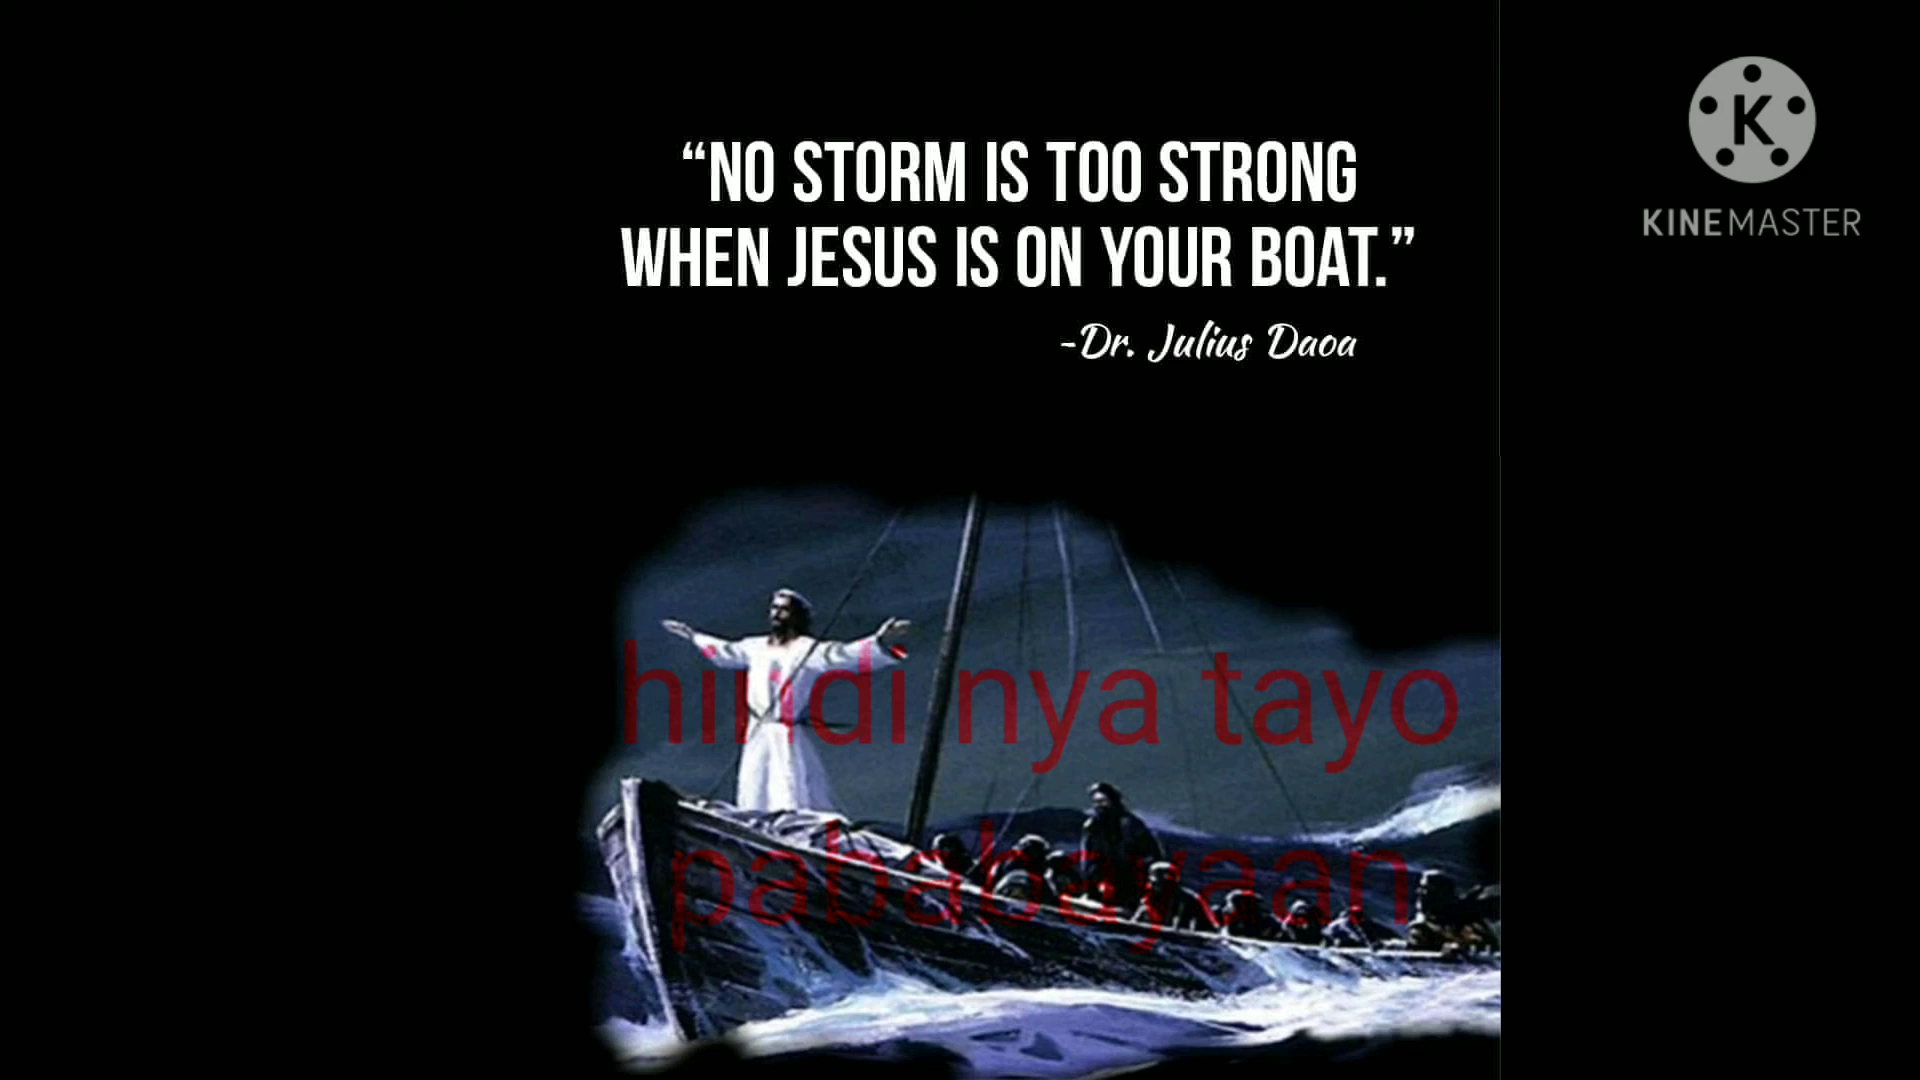 “NO STORM IS TOO STRONG
WHEN JESUS IS ON YOUR BOAT.”
-Dr. Julius Daoa
K
KINEMASTER
hindi nya tayo
pababayaan